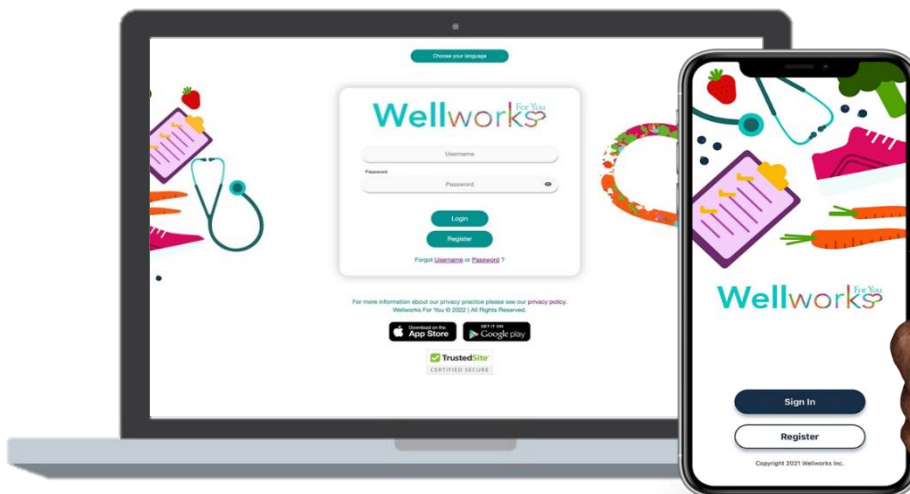 Choose your language
Wellworks For You
Username
Password
Password
Login
Register
Forgot Username or Password ?
For more information about our privacy practice please see our privacy policy.
Wellworks For You © 2022 | All Rights Reserved.
Download on the
App Store
GET IT ON
Google play
TrustedSite
CERTIFIED SECURE
Wellworks For You
Sign In
Register
Copyright 2021 Wellworks Inc.